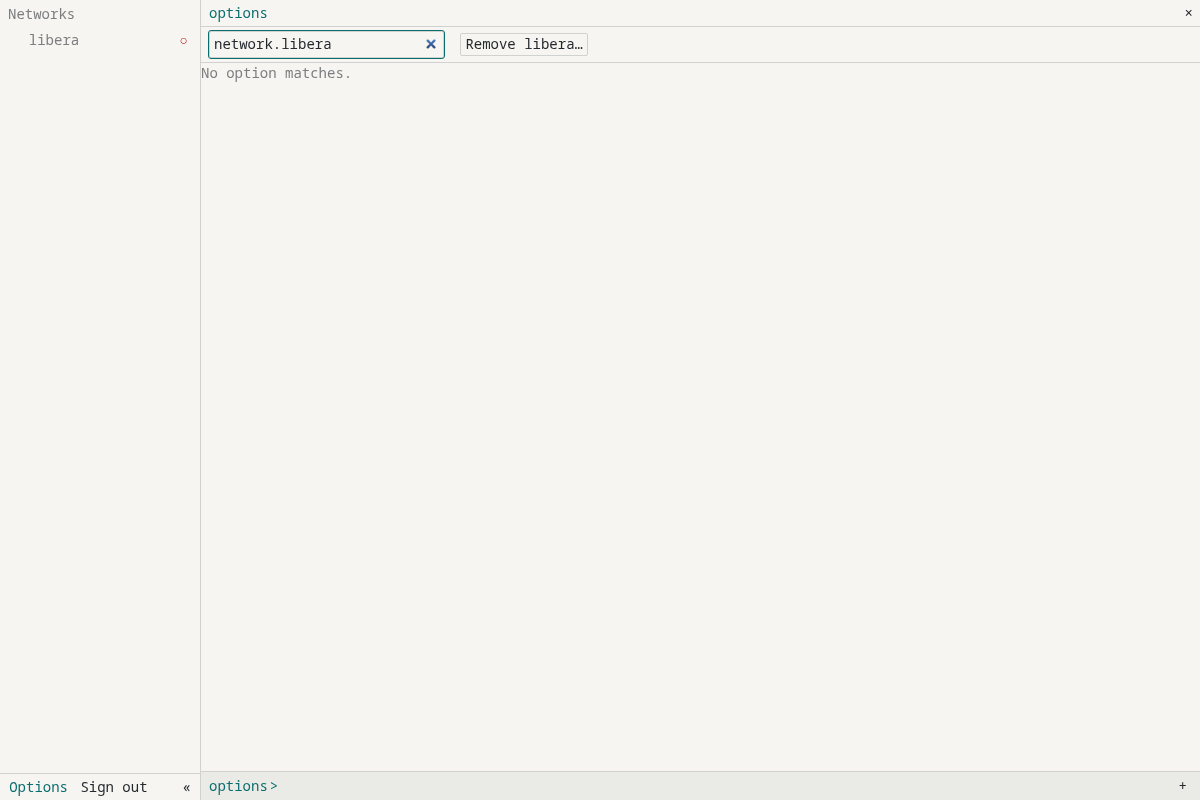 Networks
libera
Options Sign out «
options ×
network.libera × Remove libera…
No option matches.
options> +